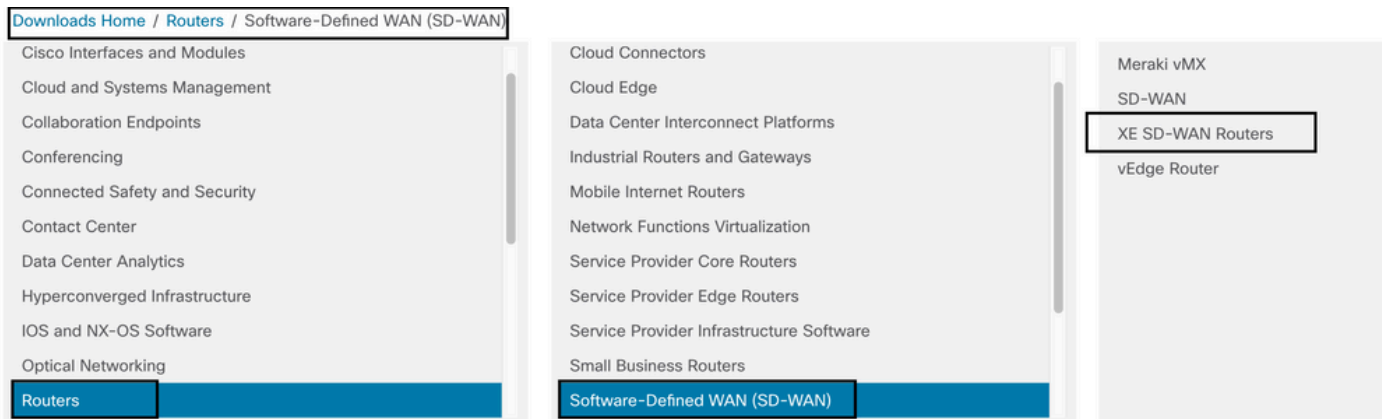 Downloads Home / Routers / Software-Defined WAN (SD-WAN)
Cisco Interfaces and Modules
Cloud and Systems Management
Collaboration Endpoints
Conferencing
Connected Safety and Security
Contact Center
Data Center Analytics
Hyperconverged Infrastructure
IOS and NX-OS Software
Optical Networking
Routers
Cloud Connectors
Cloud Edge
Data Center Interconnect Platforms
Industrial Routers and Gateways
Mobile Internet Routers
Network Functions Virtualization
Service Provider Core Routers
Service Provider Edge Routers
Service Provider Infrastructure Software
Small Business Routers
Software-Defined WAN (SD-WAN)
Meraki vMX
SD-WAN
XE SD-WAN Routers
vEdge Router